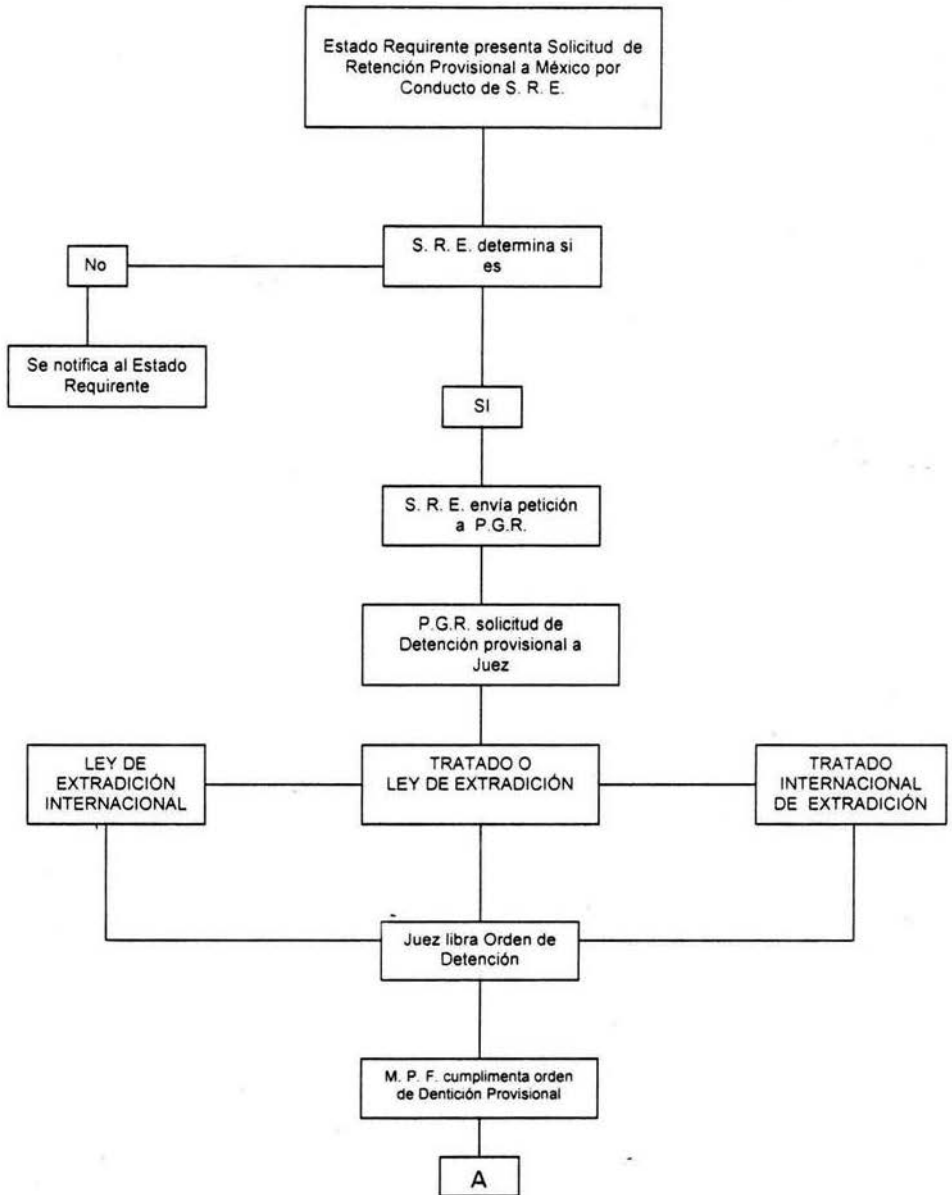 Estado Requirente presenta Solicitud de
Retención Provisional a México por
Conducto de S. R. E.
S. R. E. determina si
es
No
Se notifica al Estado
Requirente
SI
S. R. E. envía petición
a P.G.R.
P.G.R. solicitud de
Detención provisional a
Juez
LEY DE
EXTRADICIÓN
INTERNACIONAL
TRATADO O
LEY DE EXTRADICIÓN
TRATADO
INTERNACIONAL
DE EXTRADICIÓN
Juez libra Orden de
Detención
M. P. F. cumplimenta orden
de Dentición Provisional
A